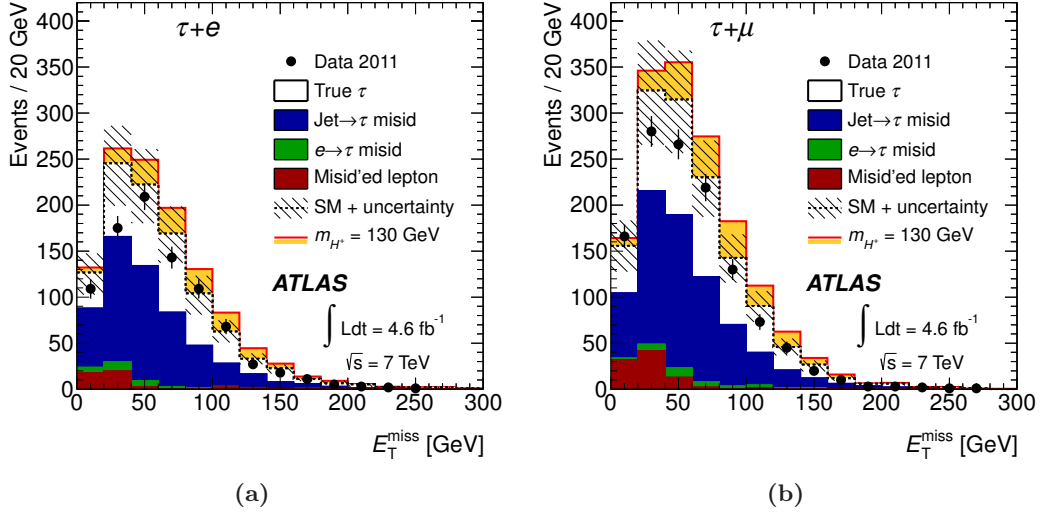 Events / 20 GeV
400
350
300
250
200
150
100
50
0
τ+e
Data 2011
True τ
Jet→τ misid
e→τ misid
Misid'ed lepton
SM + uncertainty
m_H⁺ = 130 GeV
ATLAS
∫ Ldt = 4.6 fb⁻¹
√s = 7 TeV
0 50 100 150 200 250 300
E_T^miss [GeV]
(a)
Events / 20 GeV
400
350
300
250
200
150
100
50
0
τ+μ
Data 2011
True τ
Jet→τ misid
e→τ misid
Misid'ed lepton
SM + uncertainty
m_H⁺ = 130 GeV
ATLAS
∫ Ldt = 4.6 fb⁻¹
√s = 7 TeV
0 50 100 150 200 250 300
E_T^miss [GeV]
(b)